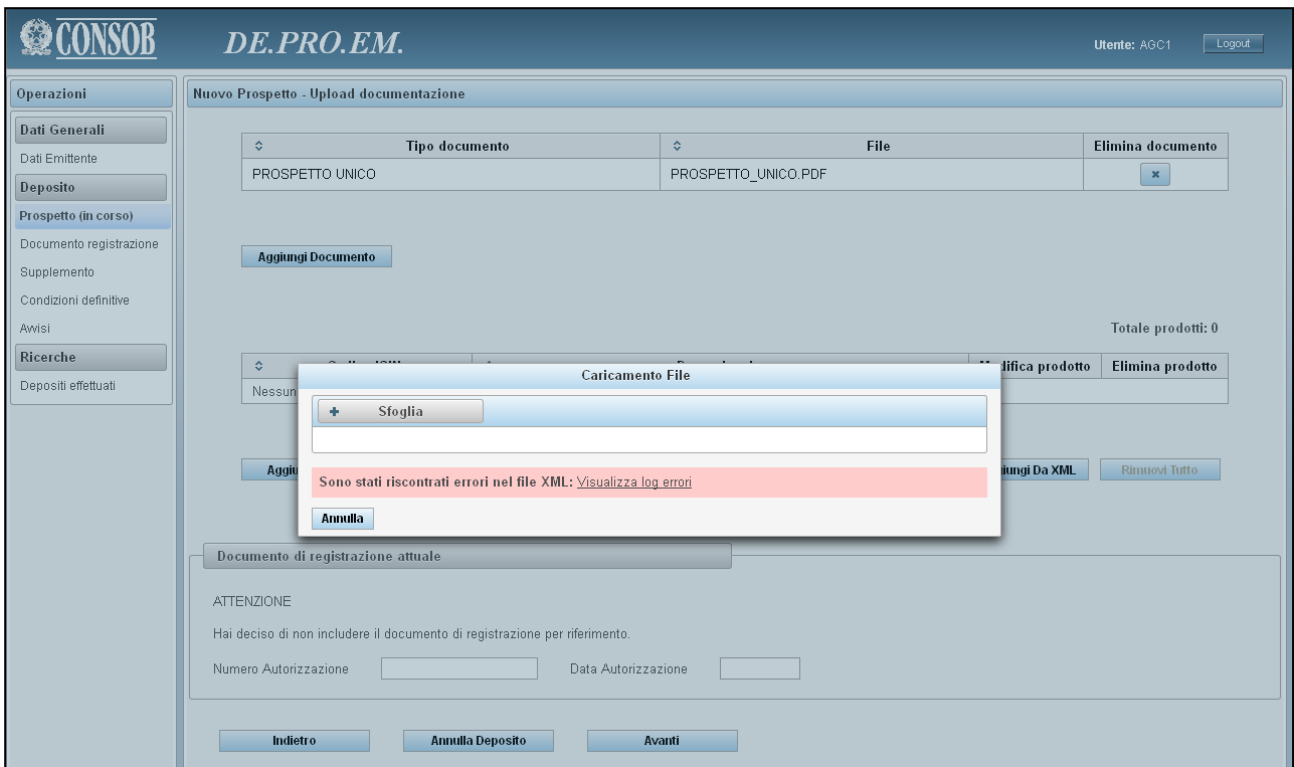 CONSOB
DE.PRO.EM.
Utente: AGC1
Logout
Operazioni
Dati Generali
Dati Emittente
Deposito
Prospetto (in corso)
Documento registrazione
Supplemento
Condizioni definitive
Avvisi
Ricerche
Depositi effettuati
Nuovo Prospetto - Upload documentazione
Tipo documento File Elimina documento
PROSPETTO UNICO PROSPETTO_UNICO.PDF
Aggiungi Documento
Totale prodotti: 0
prodotto Elimina prodotto
Nessun
Caricamento File
+ Sfoglia
Sono stati riscontrati errori nel file XML: Visualizza log errori
Annulla
Da XML Rimuovi Tutto
Documento di registrazione attuale
ATTENZIONE
Hai deciso di non includere il documento di registrazione per riferimento.
Numero Autorizzazione Data Autorizzazione
Indietro Annulla Deposito Avanti